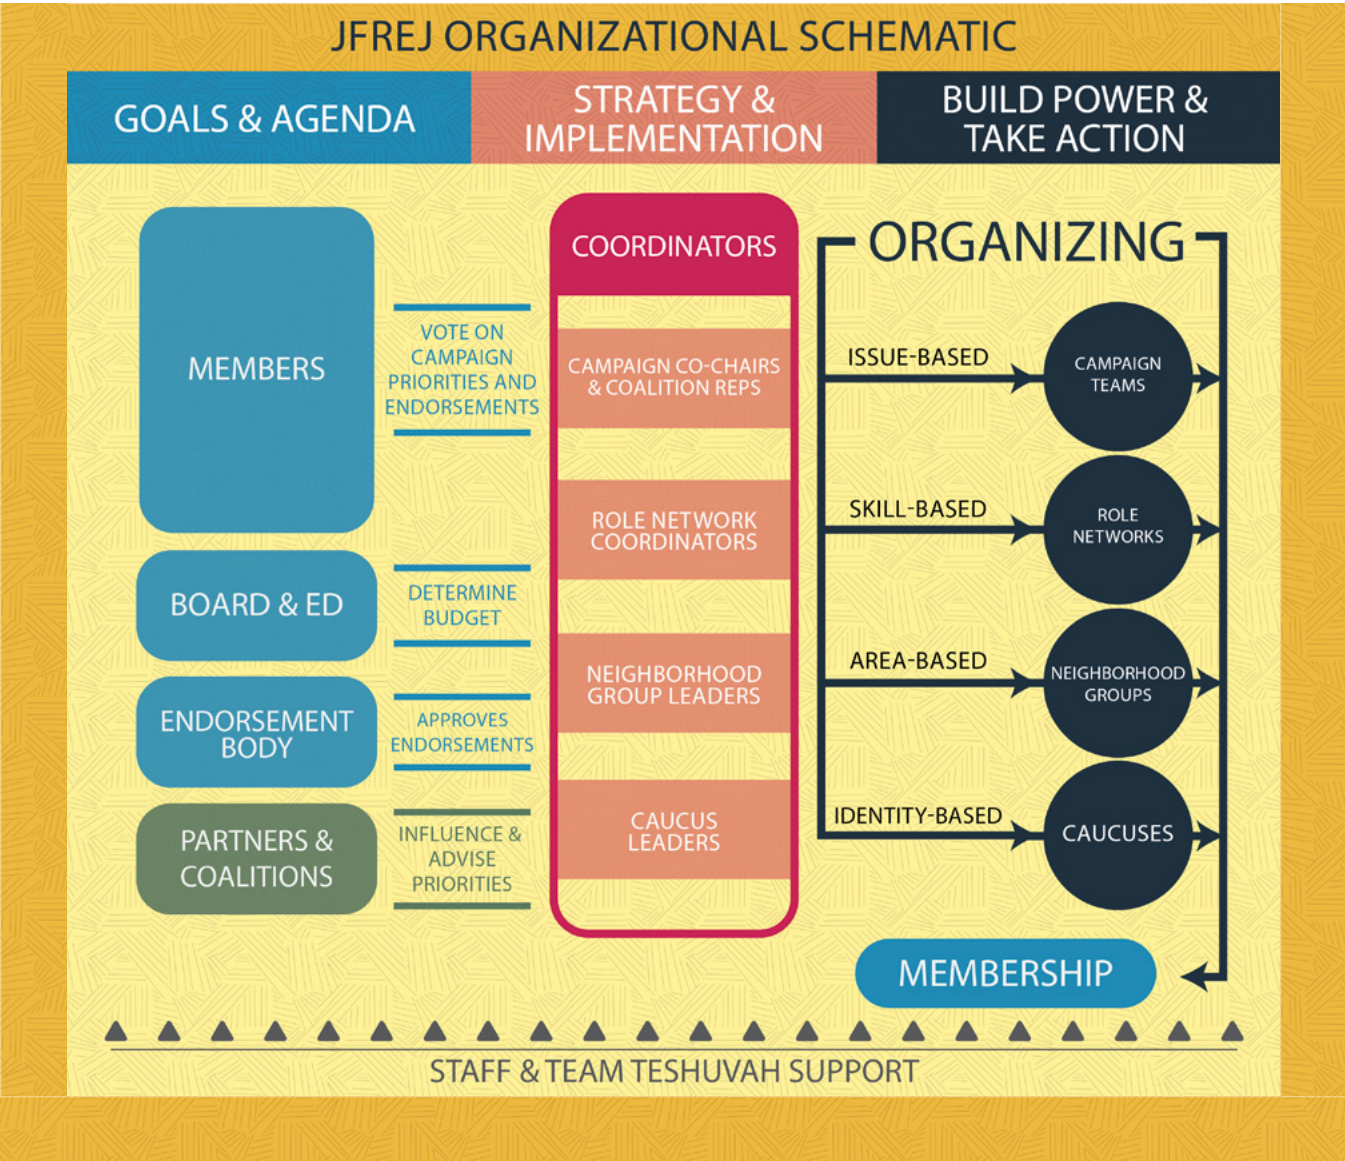 JFREJ ORGANIZATIONAL SCHEMATIC
GOALS & AGENDA
STRATEGY &
IMPLEMENTATION
BUILD POWER &
TAKE ACTION
MEMBERS
VOTE ON
CAMPAIGN
PRIORITIES AND
ENDORSEMENTS
BOARD & ED
DETERMINE
BUDGET
ENDORSEMENT
BODY
APPROVES
ENDORSEMENTS
PARTNERS &
COALITIONS
INFLUENCE &
ADVISE
PRIORITIES
COORDINATORS
CAMPAIGN CO-CHAIRS
& COALITION REPS
ROLE NETWORK
COORDINATORS
NEIGHBORHOOD
GROUP LEADERS
CAUCUS
LEADERS
ORGANIZING
ISSUE-BASED
CAMPAIGN
TEAMS
SKILL-BASED
ROLE
NETWORKS
AREA-BASED
NEIGHBORHOOD
GROUPS
IDENTITY-BASED
CAUCUSES
MEMBERSHIP
STAFF & TEAM TESHUVAH SUPPORT